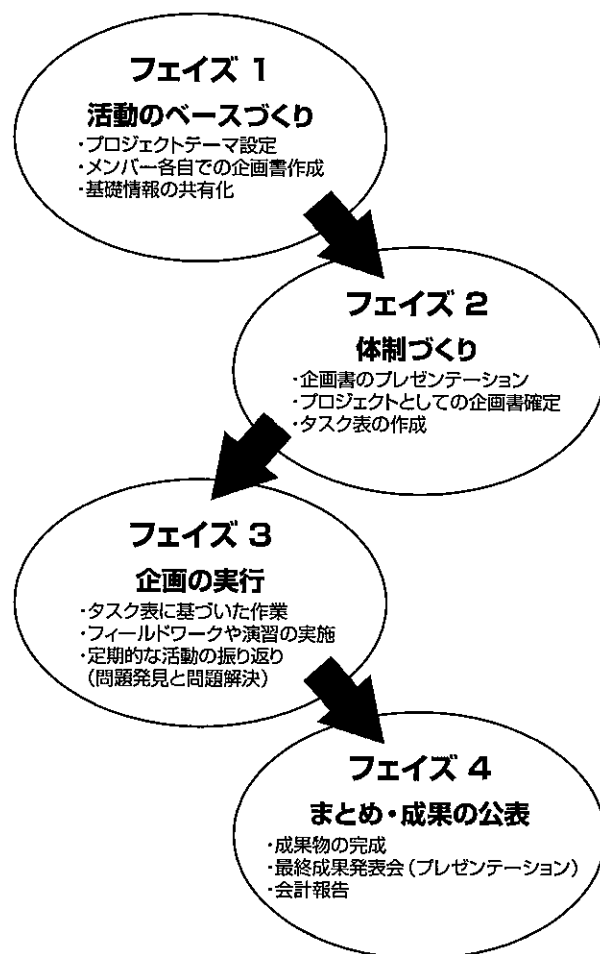 フェイズ 1
活動のベースづくり
・プロジェクトテーマ設定
・メンバー各自での企画書作成
・基礎情報の共有化
フェイズ 2
体制づくり
・企画書のプレゼンテーション
・プロジェクトとしての企画書確定
・タスク表の作成
フェイズ 3
企画の実行
・タスク表に基づいた作業
・フィールドワークや演習の実施
・定期的な活動の振り返り
(問題発見と問題解決)
フェイズ 4
まとめ・成果の公表
・成果物の完成
・最終成果発表会(プレゼンテーション)
・会計報告